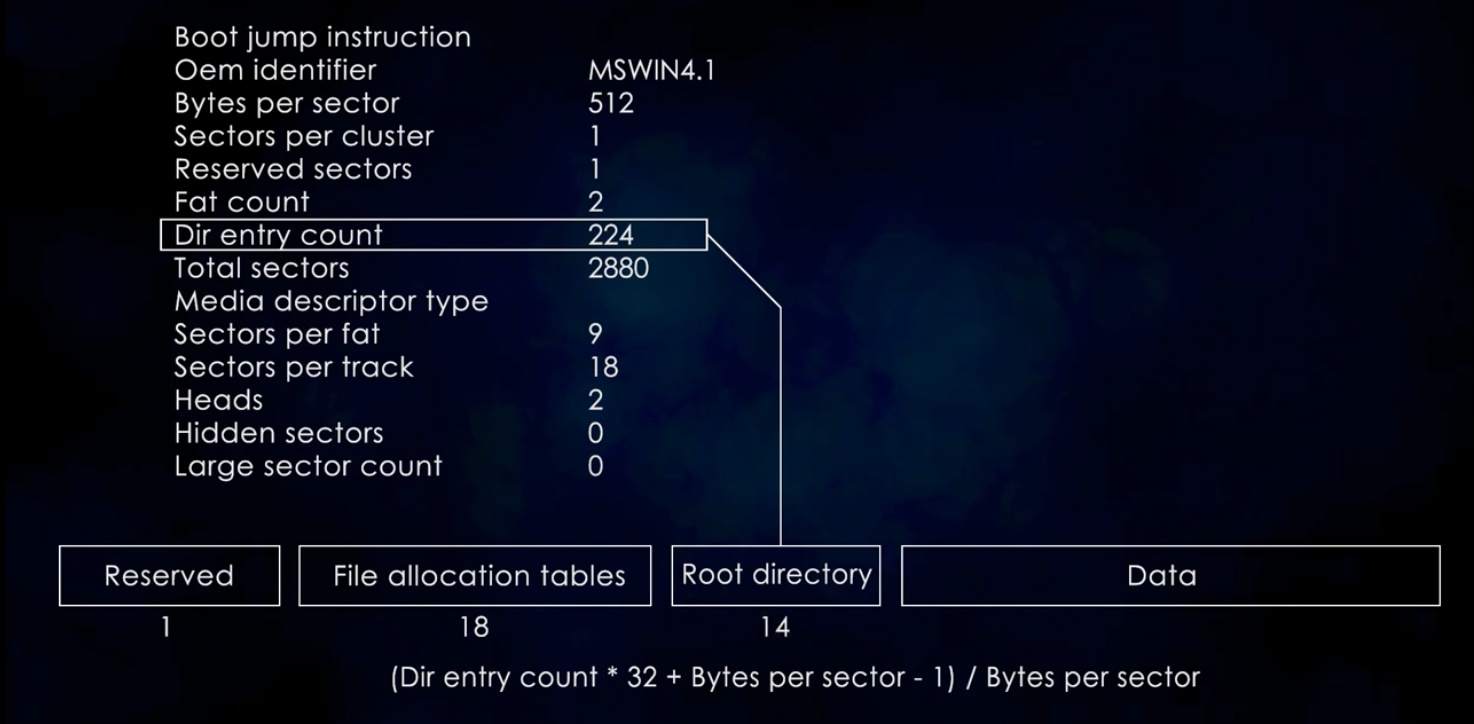 Boot jump instruction
Oem identifier MSWIN4.1
Bytes per sector 512
Sectors per cluster 1
Reserved sectors 1
Fat count 2
Dir entry count 224
Total sectors 2880
Media descriptor type
Sectors per fat 9
Sectors per track 18
Heads 2
Hidden sectors 0
Large sector count 0
Reserved File allocation tables Root directory Data
1 18 14
(Dir entry count * 32 + Bytes per sector - 1) / Bytes per sector